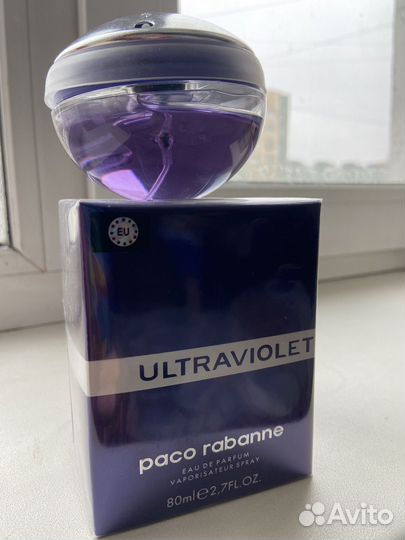 EU
ULTRAVIOLET
paco rabanne
EAU DE PARFUM
VAPORISATEUR SPRAY
80ml℮2,7FL.OZ.
Avito